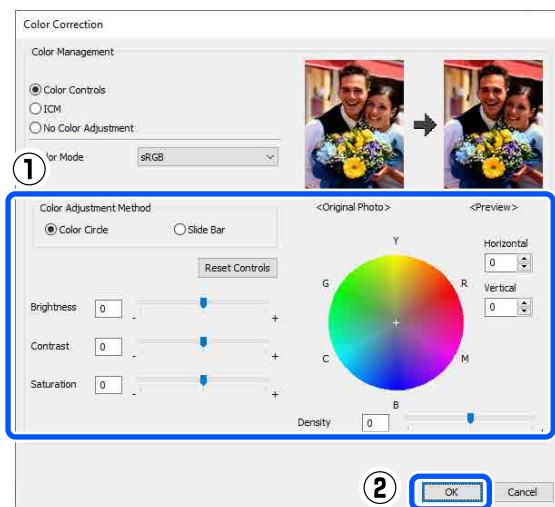 Color Correction
Color Management
Color Controls
ICM
No Color Adjustment
①
or Mode sRGB
Color Adjustment Method
Color Circle Slide Bar
<Original Photo> <Preview>
Reset Controls
Y
G R
C M
B
Horizontal
0
Vertical
0
Brightness 0 - +
Contrast 0 - +
Saturation 0 - +
Density 0
②
OK Cancel